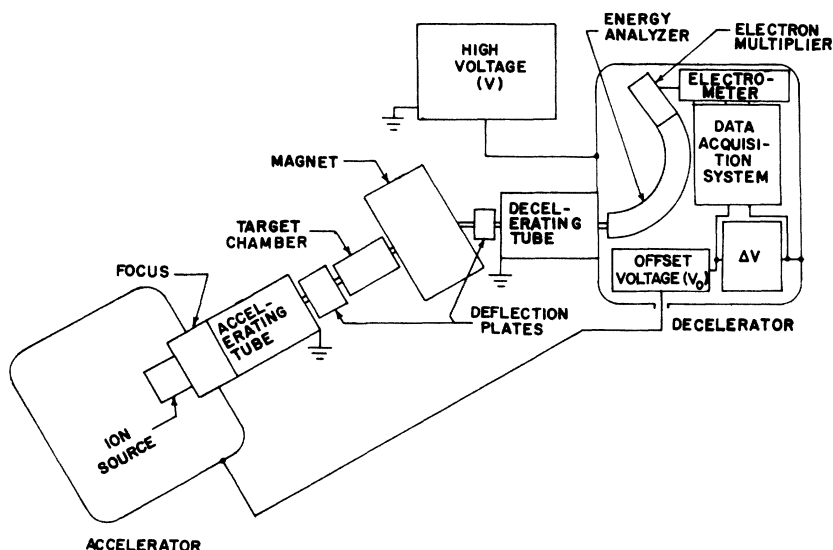 ENERGY
ANALYZER
ELECTRON
MULTIPLIER
HIGH
VOLTAGE
(V)
ELECTRO-
METER
DATA
ACQUISI-
TION
SYSTEM
MAGNET
DECEL-
ERATING
TUBE
TARGET
CHAMBER
FOCUS
OFFSET
VOLTAGE (V₀)
ΔV
ACCEL-
ERATING
TUBE
DEFLECTION
PLATES
DECELERATOR
ION
SOURCE
ACCELERATOR